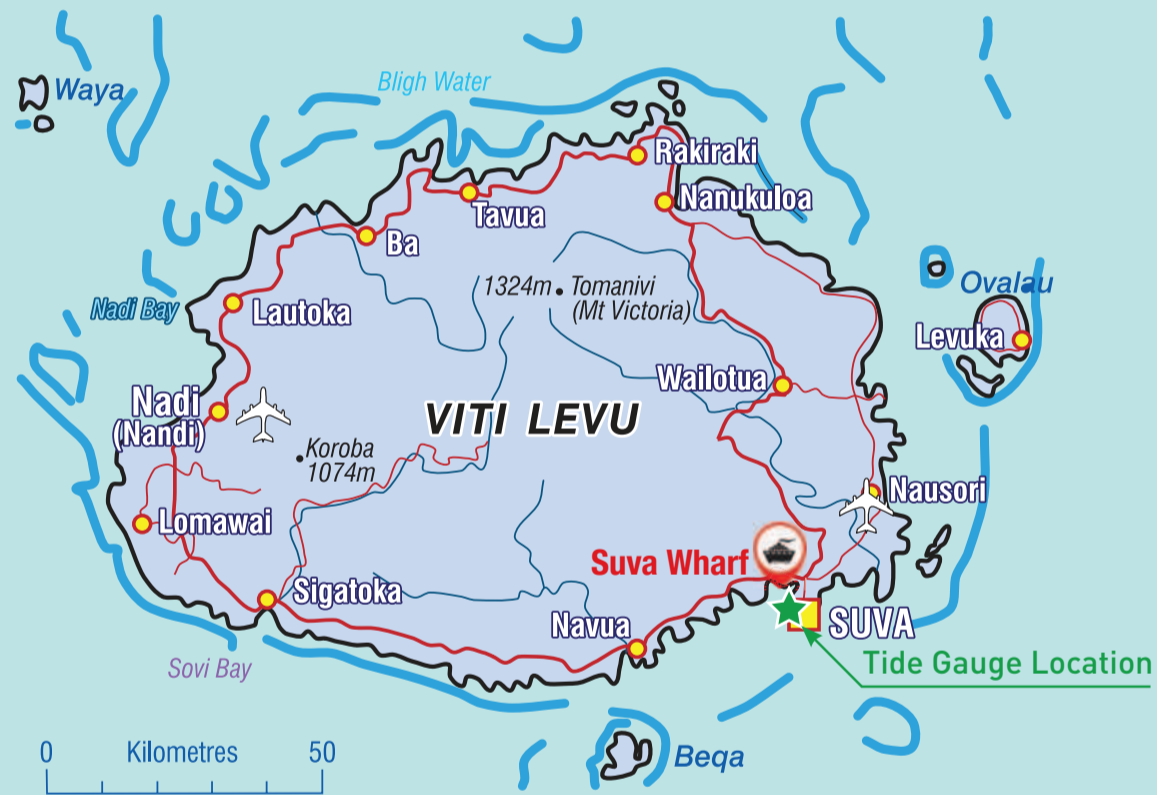 Bligh Water
Waya
Rakiraki
Nanukuloa
Tavua
Ba
1324m
Tomanivi
(Mt Victoria)
Ovalau
Nadi Bay
Lautoka
Levuka
Wailotua
Nadi
(Nandi)
VITI LEVU
Koroba
1074m
Nausori
Lomawai
Suva Wharf
Sigatoka
Navua
SUVA
Sovi Bay
Tide Gauge Location
0 Kilometres 50
Beqa